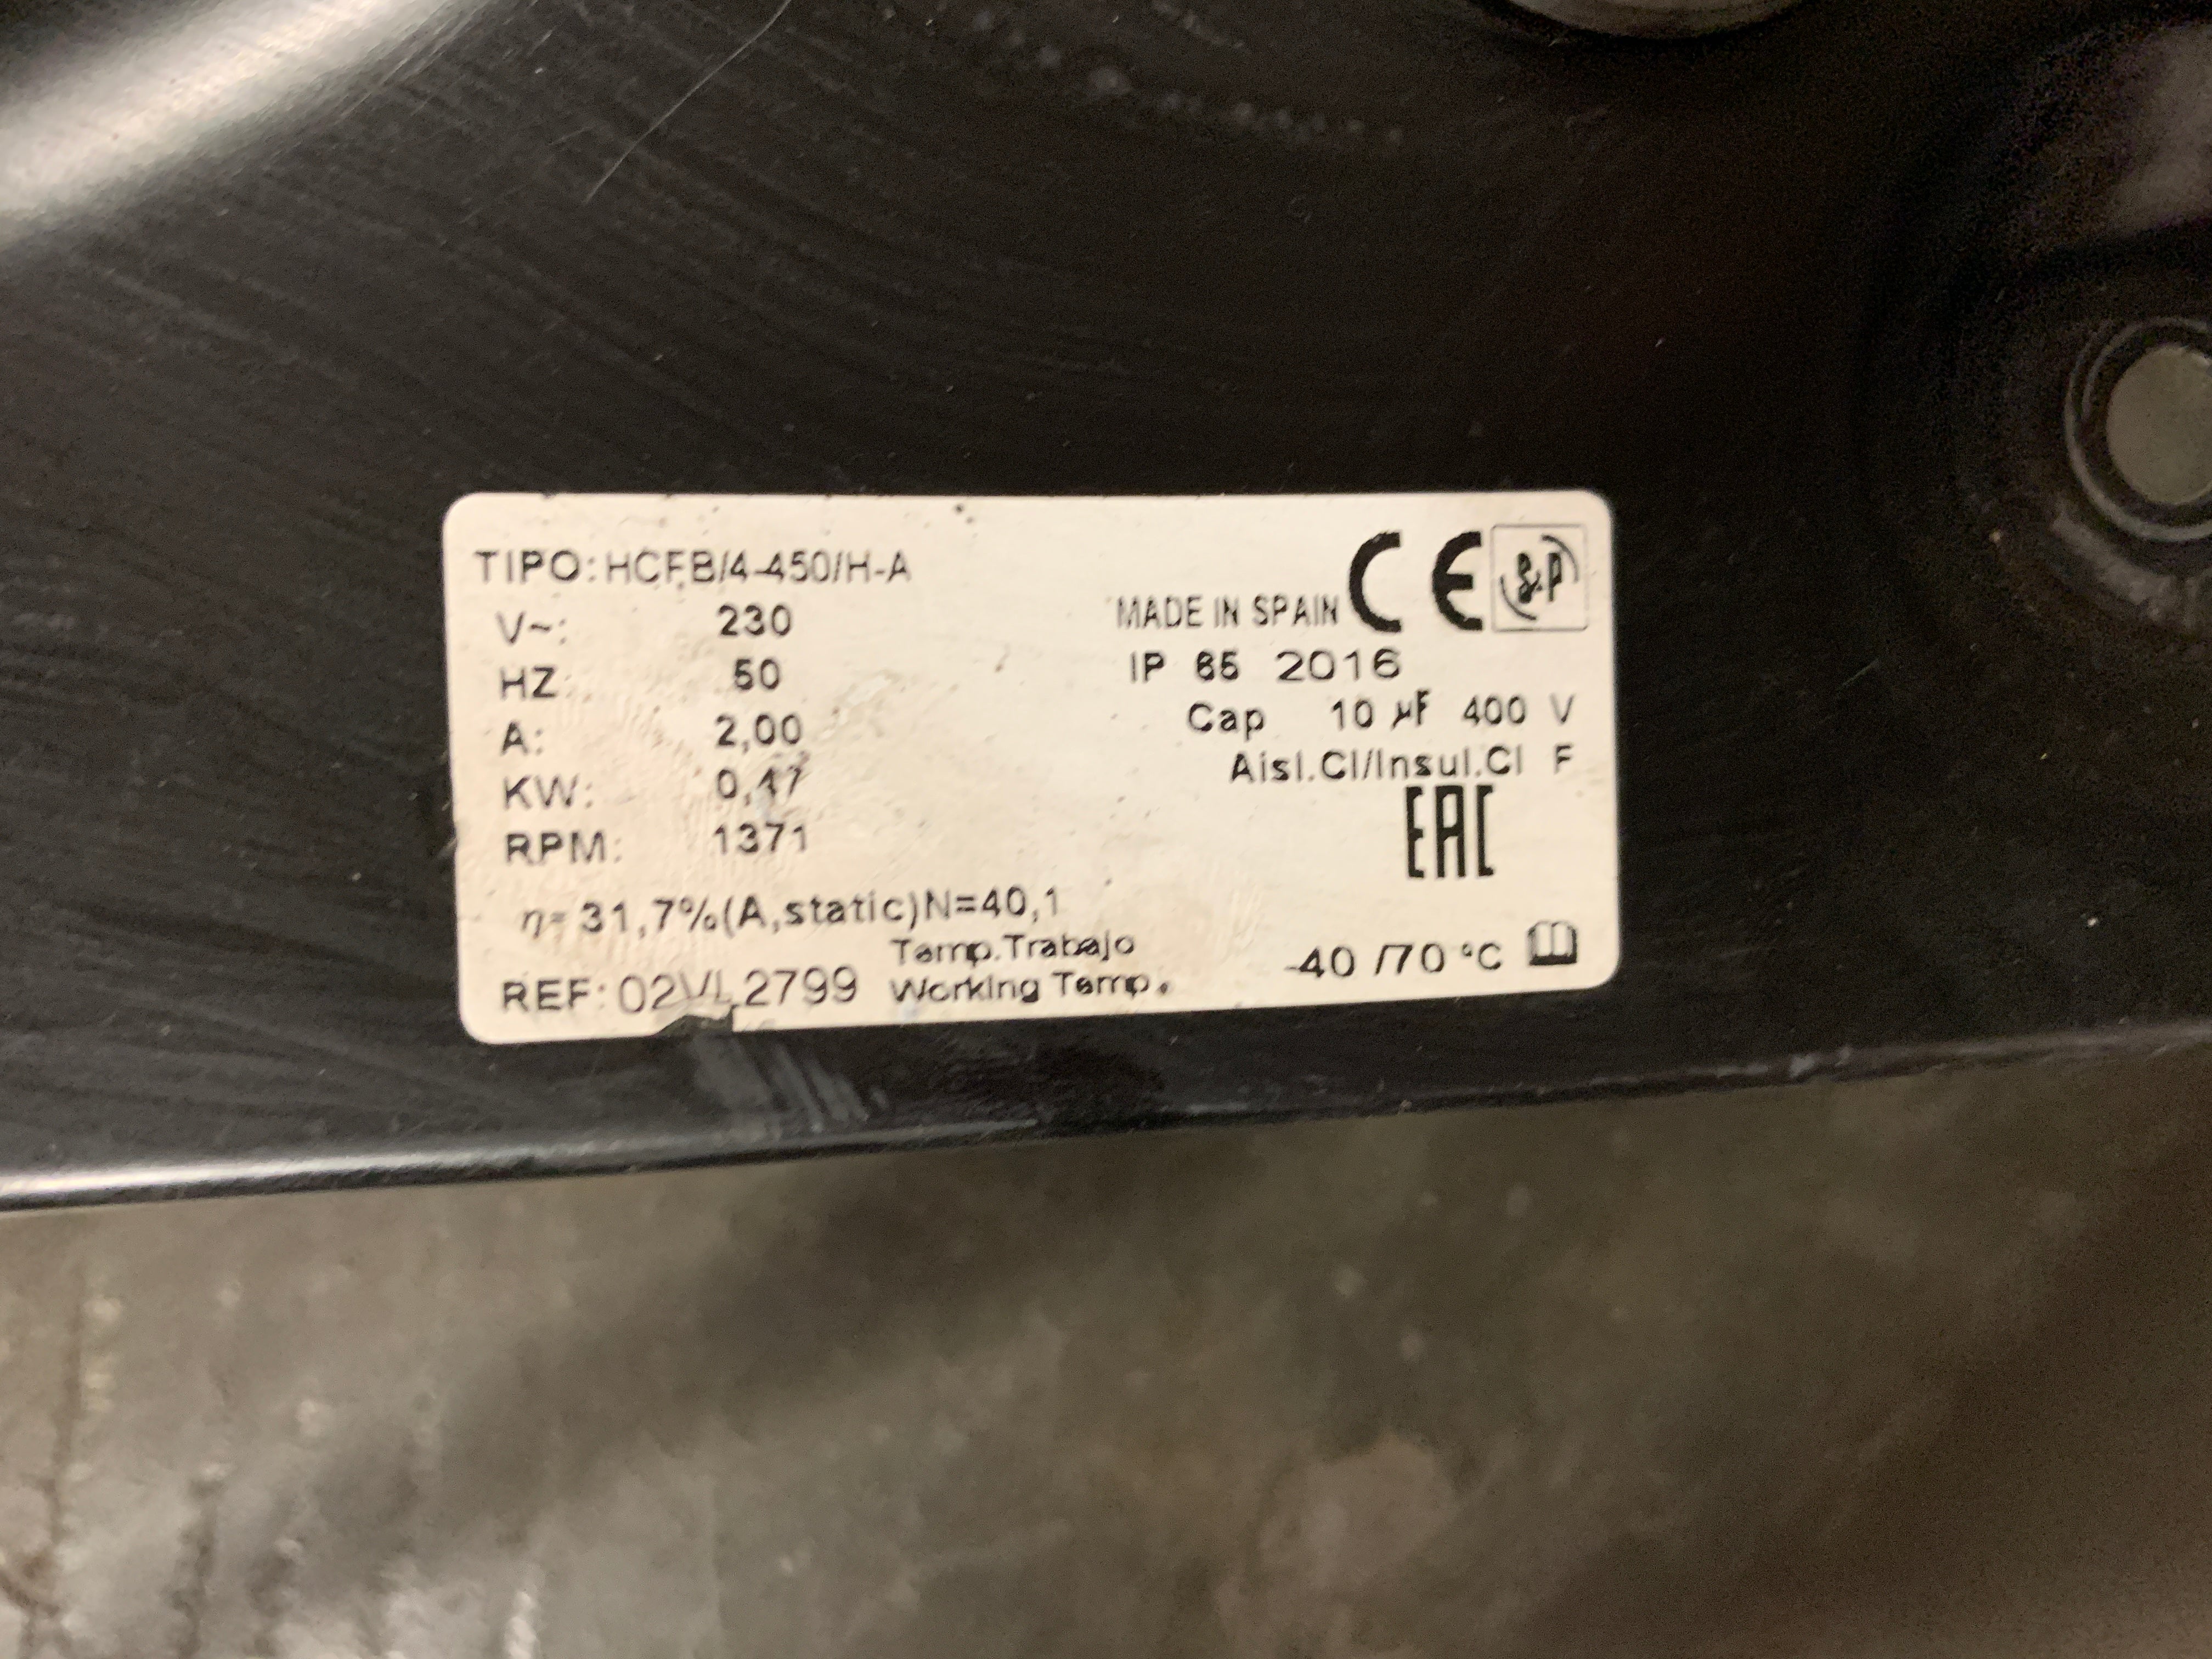 TIPO: HCFB/4-450/H-A
V~: 230
HZ: 50
A: 2,00
KW: 0,47
RPM: 1371
η= 31,7%(A,static)N=40,1
REF: 02VL2799
Temp.Trabajo
Working Temp.
-40 /70 °C
MADE IN SPAIN CE S&P
IP 65 2016
Cap 10 µF 400 V
Aisl.Cl/Insul.Cl F
EAC